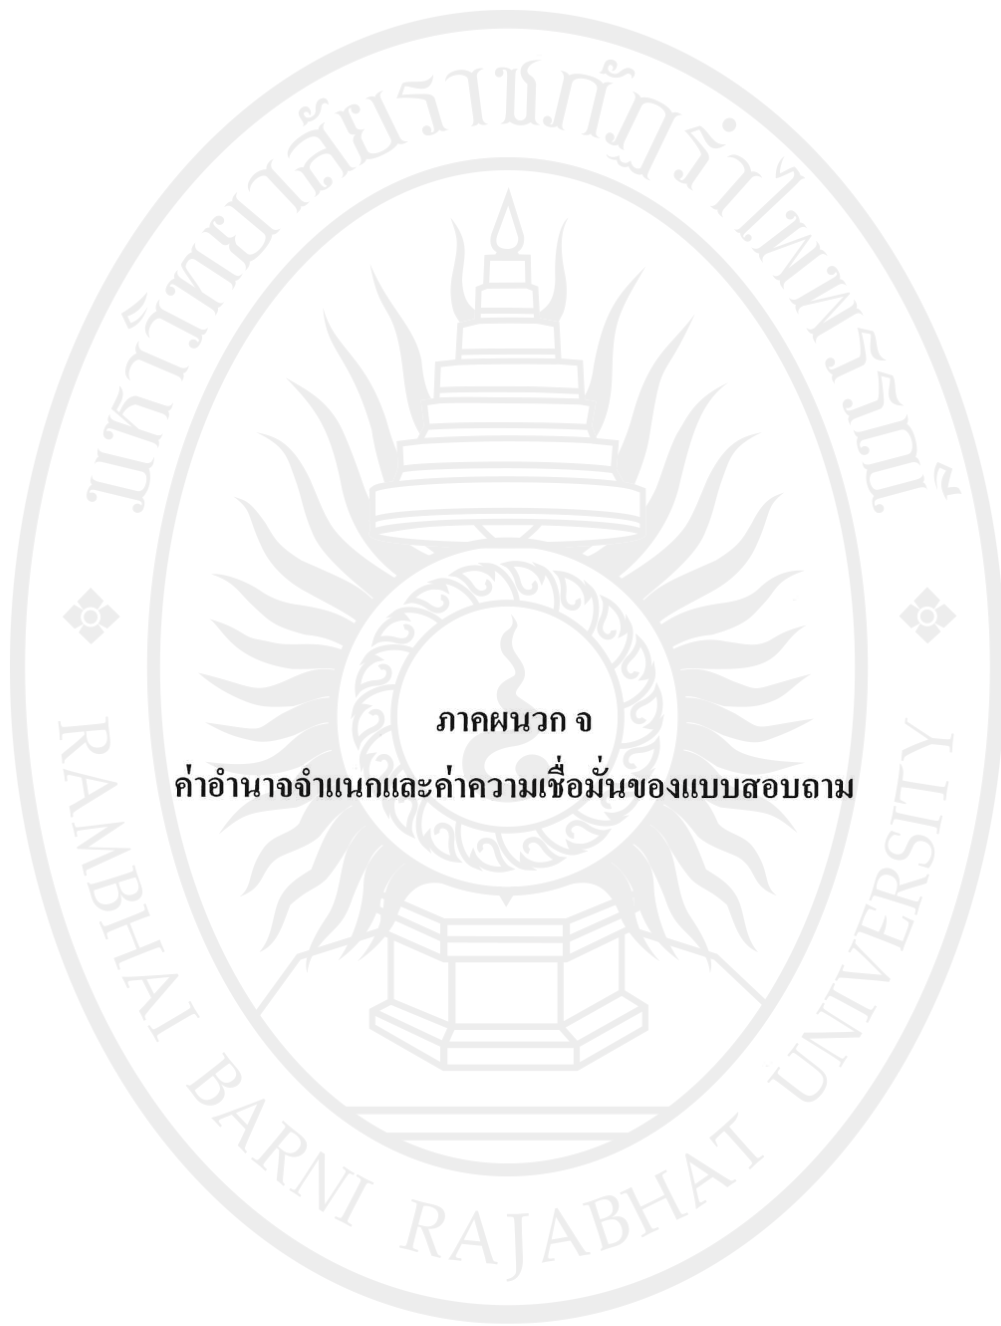 มหาวิทยาลัยราชภัฏรำไพพรรณี
ภาคผนวก จ
ค่าอำนาจจำแนกและค่าความเชื่อมั่นของแบบสอบถาม
RAMBHAI BARNI RAJABHAT UNIVERSITY